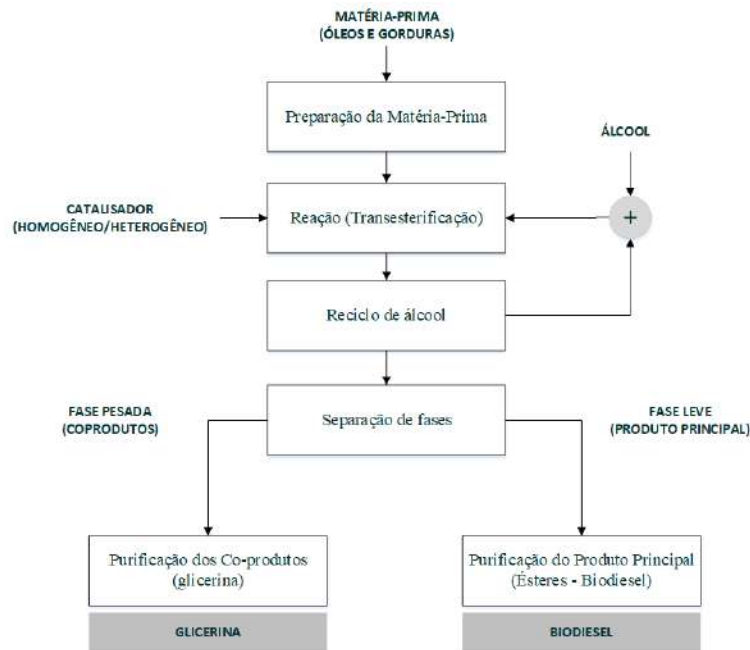 MATÉRIA-PRIMA
(ÓLEOS E GORDURAS)
Preparação da Matéria-Prima
ÁLCOOL
CATALISADOR
(HOMOGÊNEO/HETEROGÊNEO)
Reação (Transesterificação)
+
Reciclo de álcool
FASE PESADA
(COPRODUTOS)
Separação de fases
FASE LEVE
(PRODUTO PRINCIPAL)
Purificação dos Co-produtos
(glicerina)
Purificação do Produto Principal
(Ésteres - Biodiesel)
GLICERINA
BIODIESEL